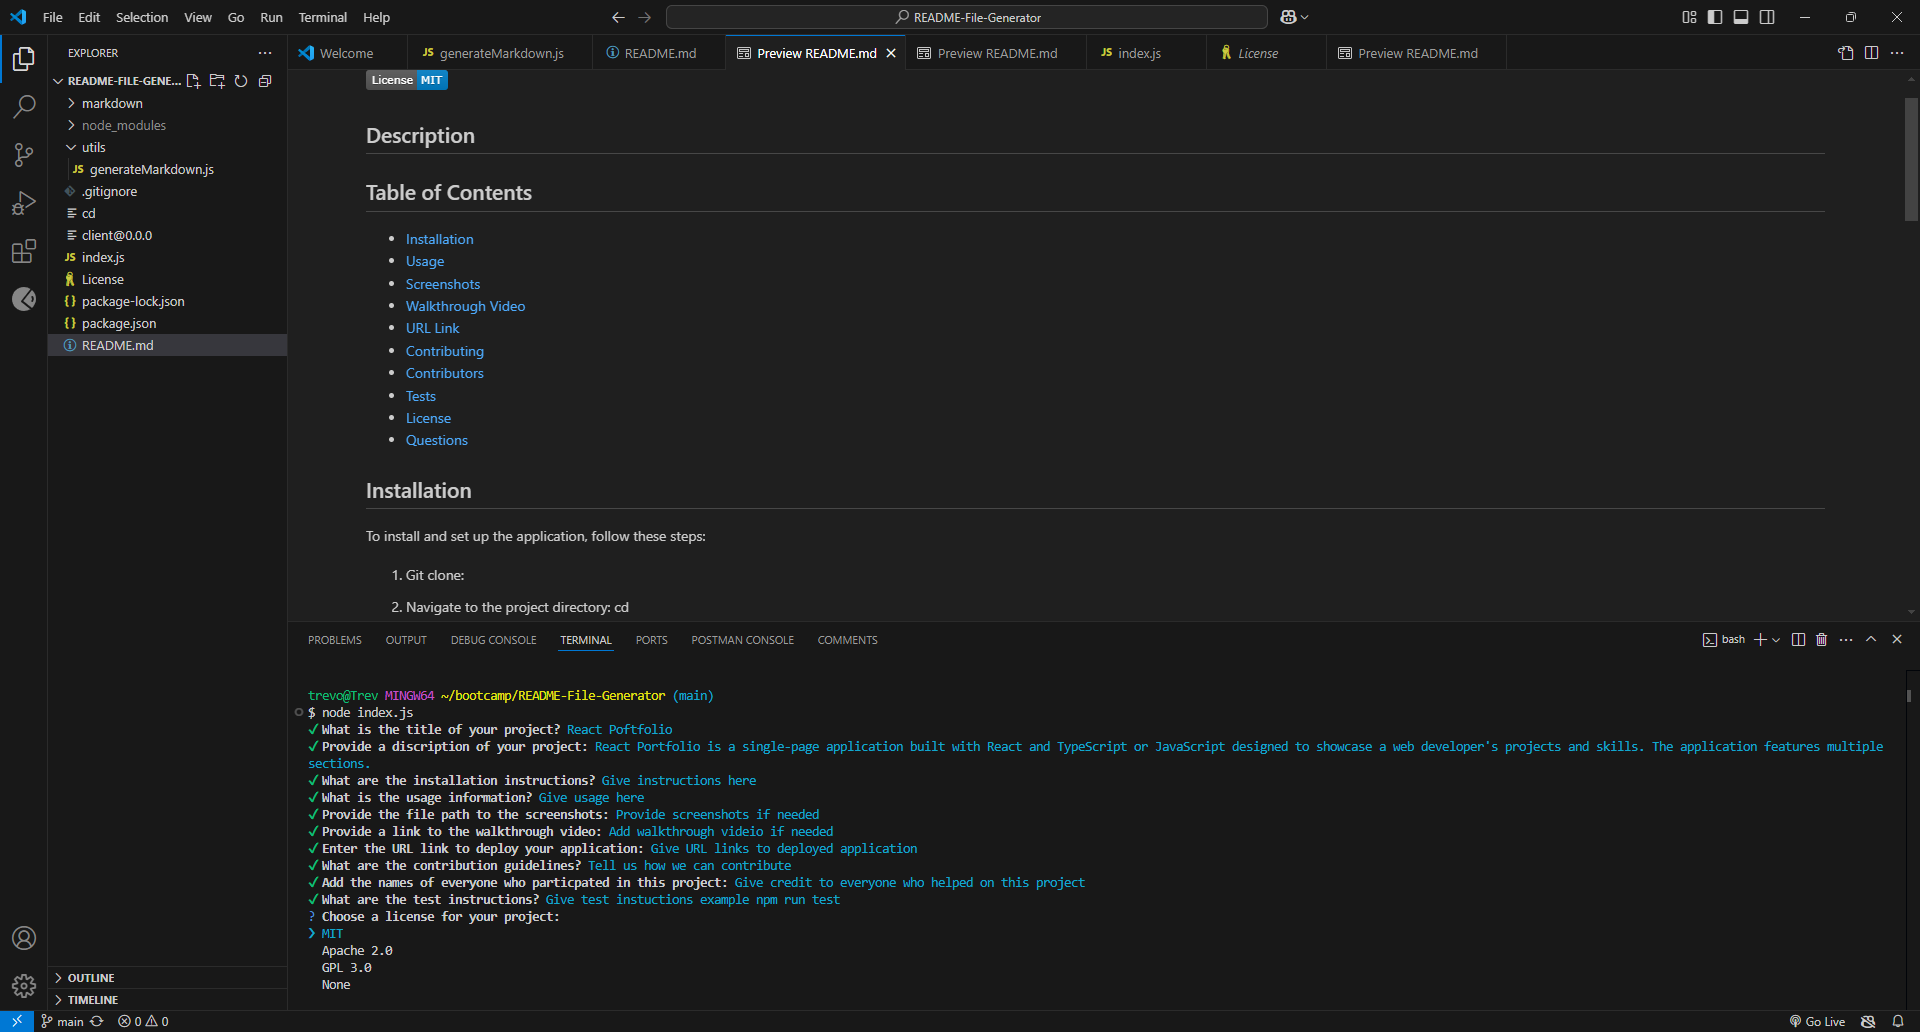 File Edit Selection View Go Run Terminal Help
README-File-Generator
EXPLORER
README-FILE-GENE...
markdown
node_modules
utils
JS generateMarkdown.js
.gitignore
cd
client@0.0.0
JS index.js
License
{} package-lock.json
{} package.json
README.md
OUTLINE
TIMELINE
Welcome
JS generateMarkdown.js
README.md
Preview README.md
Preview README.md
JS index.js
License
Preview README.md
License MIT
Description
Table of Contents
• Installation
• Usage
• Screenshots
• Walkthrough Video
• URL Link
• Contributing
• Contributors
• Tests
• License
• Questions
Installation
To install and set up the application, follow these steps:
1. Git clone:
2. Navigate to the project directory: cd
PROBLEMS OUTPUT DEBUG CONSOLE TERMINAL PORTS POSTMAN CONSOLE COMMENTS
bash
trevo@Trev MINGW64 ~/bootcamp/README-File-Generator (main)
$ node index.js
✓ What is the title of your project? React Poftfolio
✓ Provide a discription of your project: React Portfolio is a single-page application built with React and TypeScript or JavaScript designed to showcase a web developer's projects and skills. The application features multiple
sections.
✓ What are the installation instructions? Give instructions here
✓ What is the usage information? Give usage here
✓ Provide the file path to the screenshots: Provide screenshots if needed
✓ Provide a link to the walkthrough video: Add walkthrough videio if needed
✓ Enter the URL link to deploy your application: Give URL links to deployed application
✓ What are the contribution guidelines? Tell us how we can contribute
✓ Add the names of everyone who particpated in this project: Give credit to everyone who helped on this project
✓ What are the test instructions? Give test instuctions example npm run test
? Choose a license for your project:
❯ MIT
Apache 2.0
GPL 3.0
None
main 0 0
Go Live